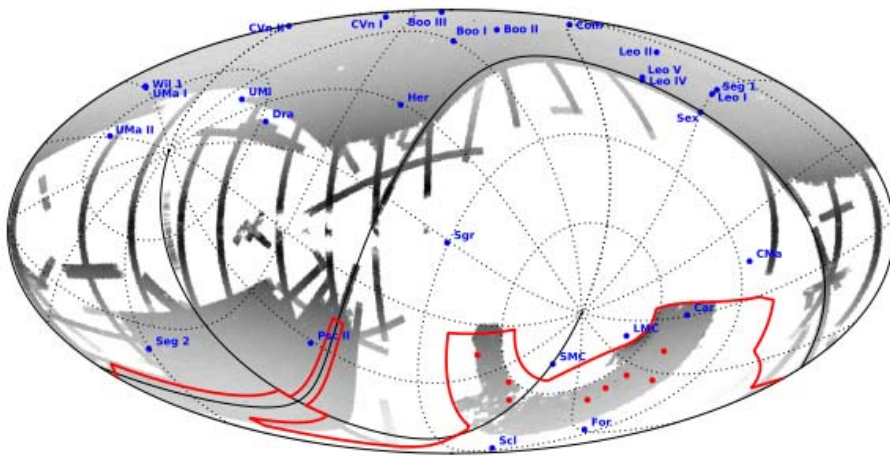 CVn II
CVn I
Boo III
Boo I
Boo II
Com
Leo II
Leo V
Leo IV
Seg 1
Leo I
Sex
Wil 1
UMa I
UMi
Her
Dra
UMa II
Sgr
CMa
Car
LMC
SMC
Psc II
Seg 2
For
Scl